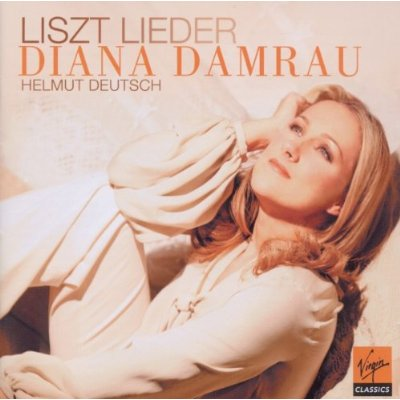 LISZT LIEDER
DIANA DAMRAU
HELMUT DEUTSCH
Virgin
CLASSICS